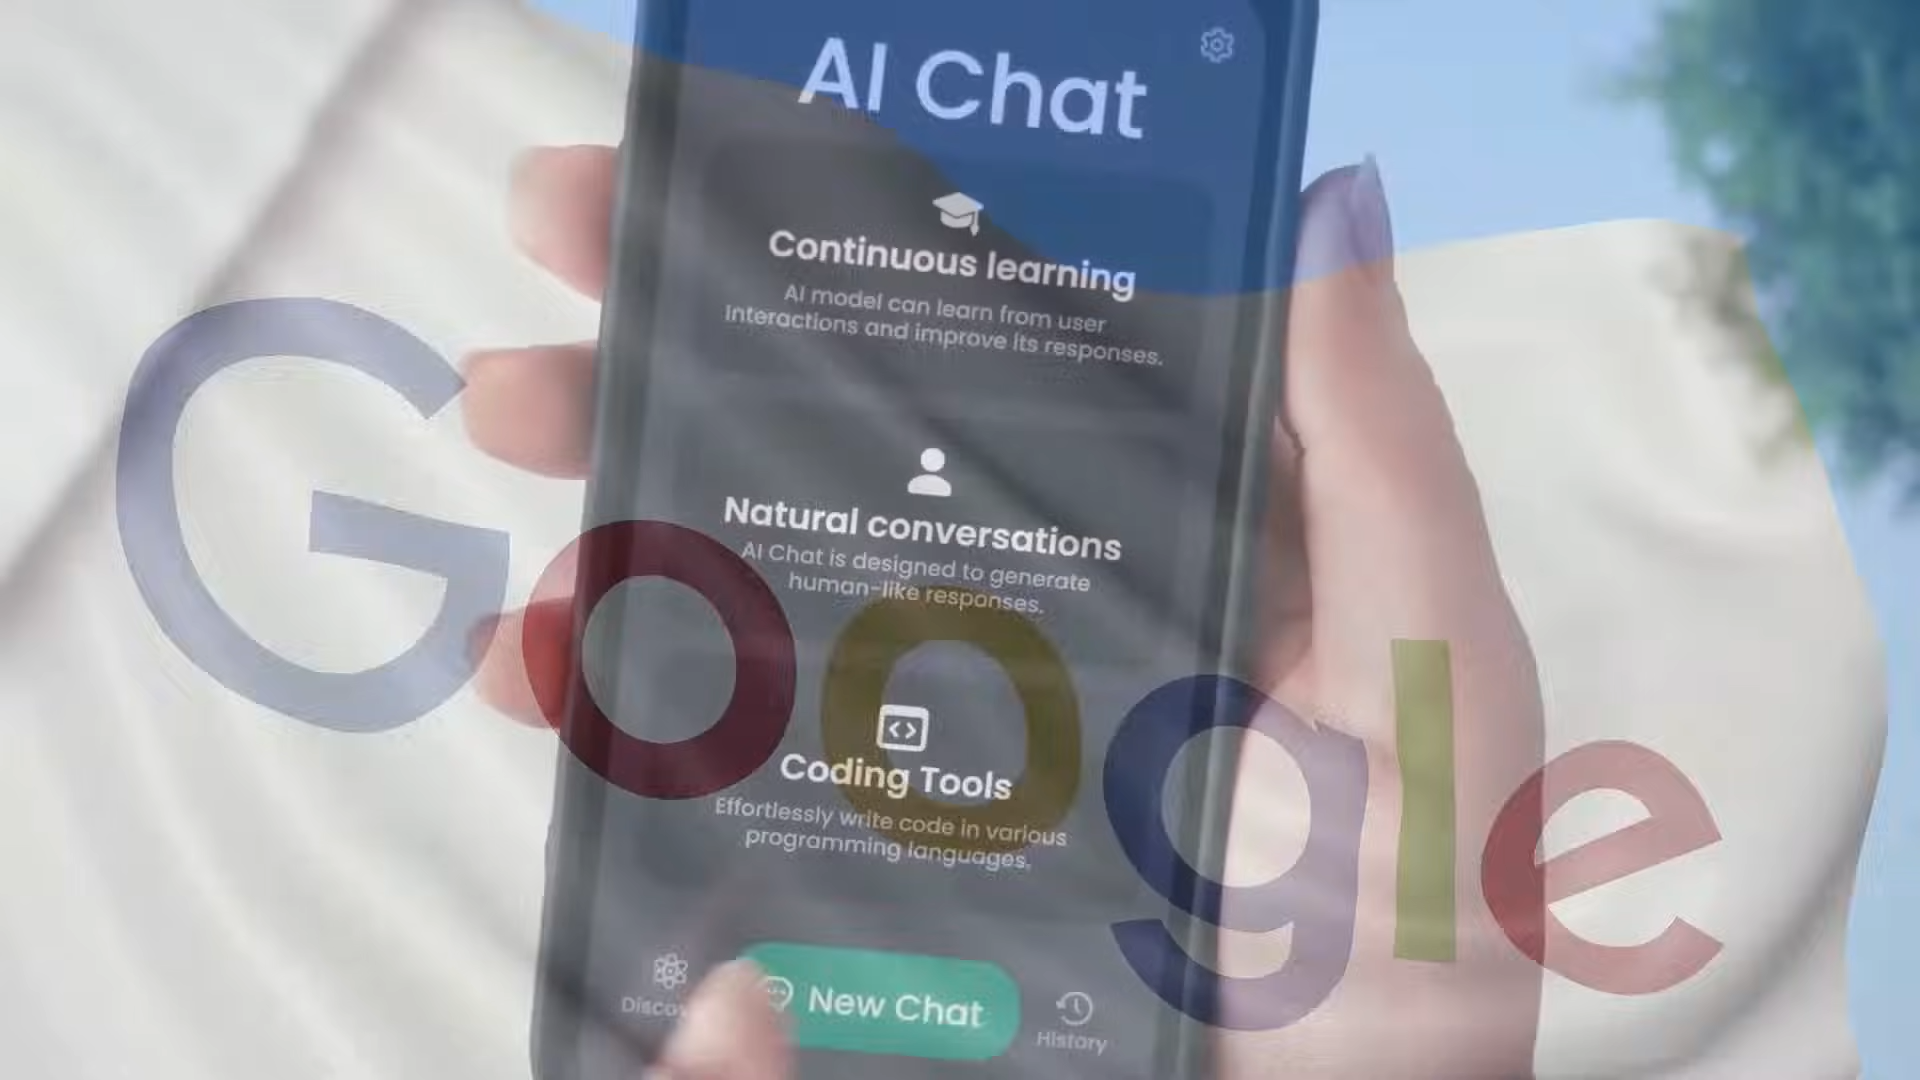 AI Chat
Continuous learning
AI model can learn from user
interactions and improve its responses.
Natural conversations
AI Chat is designed to generate
human-like responses.
Google
Coding Tools
Effortlessly write code in various
programming languages.
New Chat
History